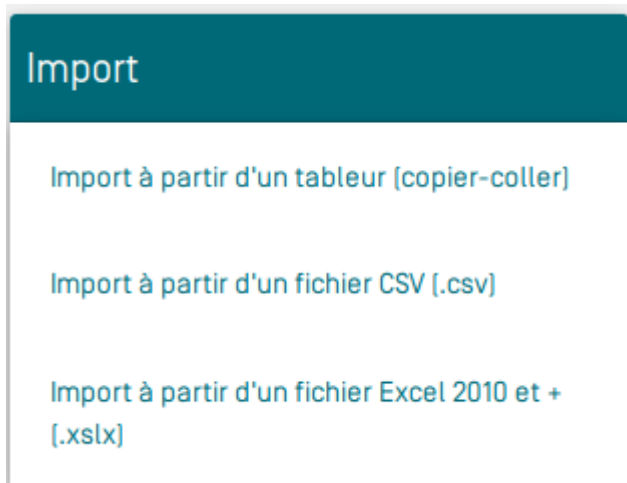 Import
Import à partir d'un tableur (copier-coller)
Import à partir d'un fichier CSV (.csv)
Import à partir d'un fichier Excel 2010 et +
(.xslx)